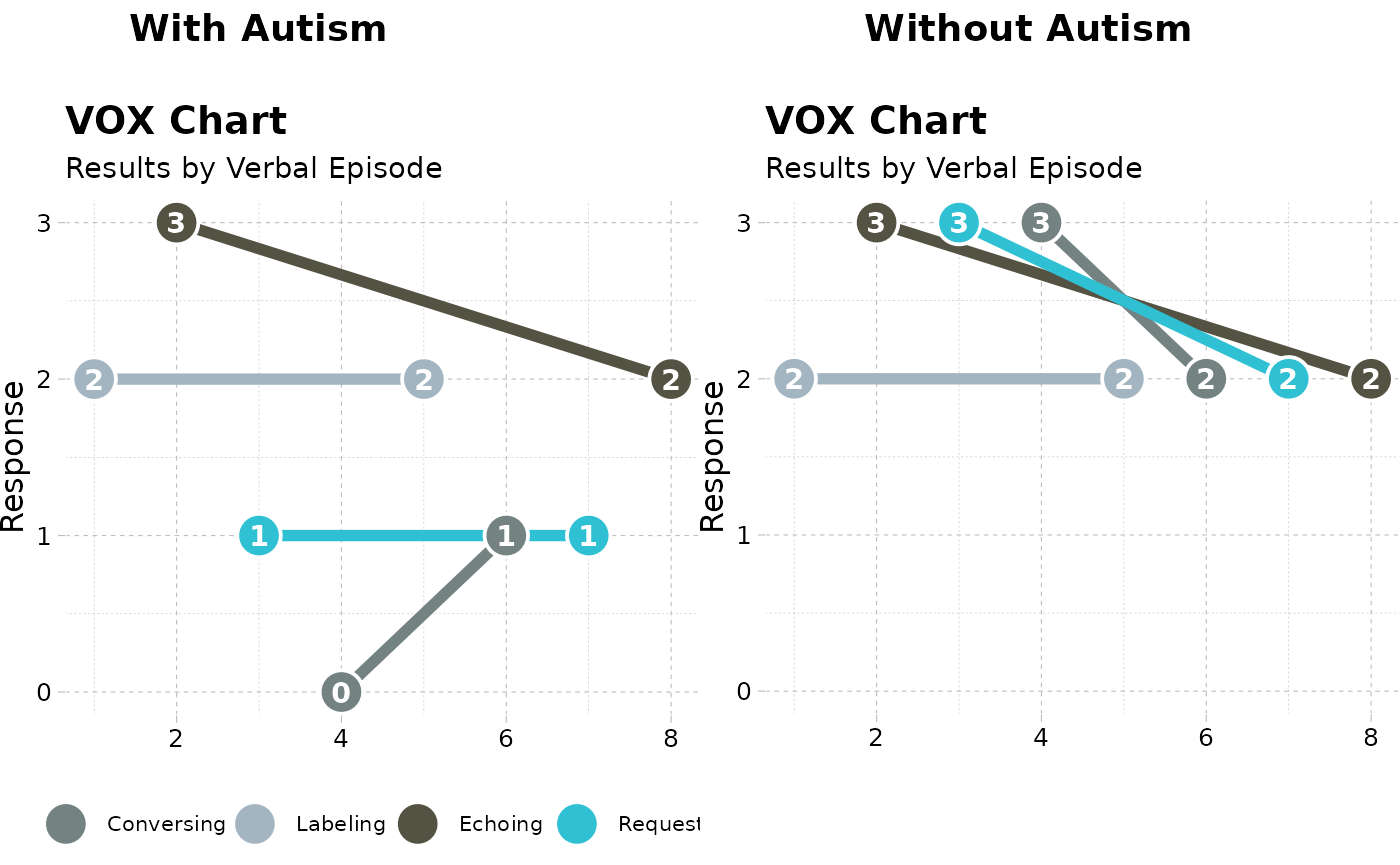 With Autism
Without Autism
VOX Chart
Results by Verbal Episode
3
2
1
0
Response
3
2
2
2
1
1
1
0
2
4
6
8
Conversing
Labeling
Echoing
Request
VOX Chart
Results by Verbal Episode
3
2
1
0
Response
3
3
3
2
2
2
2
2
2
4
6
8